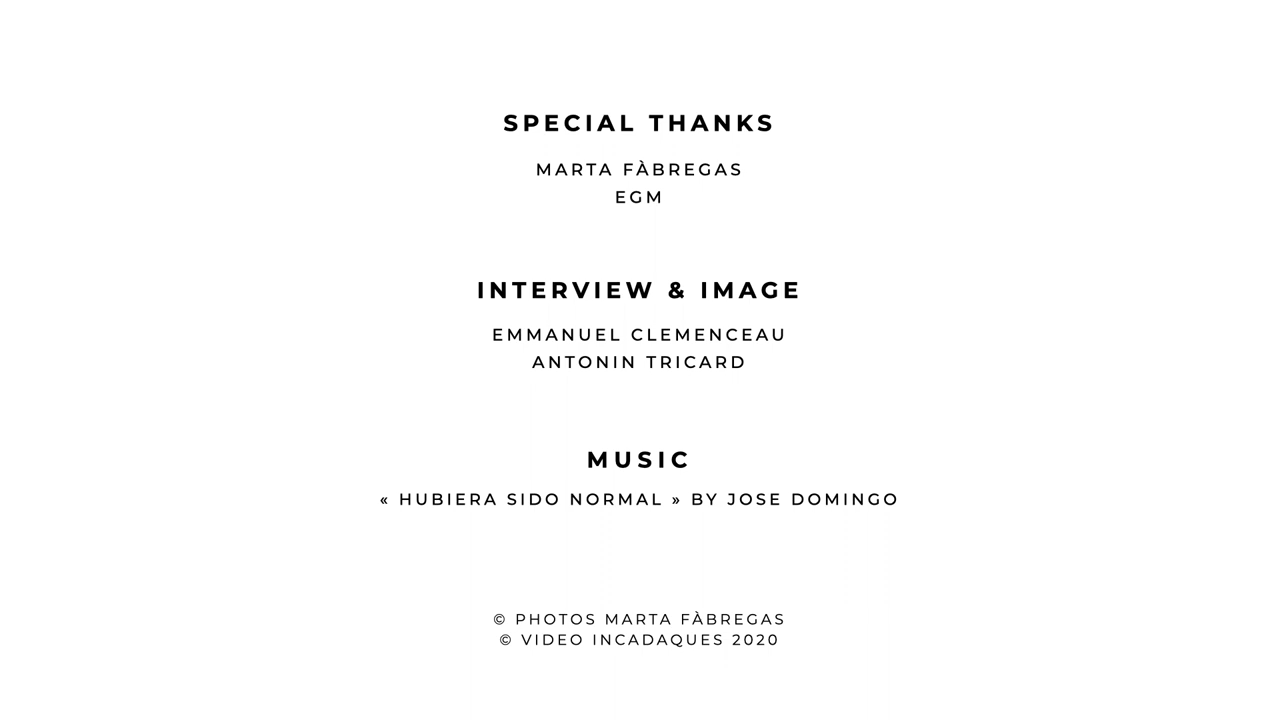 SPECIAL THANKS
MARTA FÀBREGAS
EGM
INTERVIEW & IMAGE
EMMANUEL CLEMENCEAU
ANTONIN TRICARD
MUSIC
« HUBIERA SIDO NORMAL » BY JOSE DOMINGO
© PHOTOS MARTA FÀBREGAS
© VIDEO INCADAQUES 2020